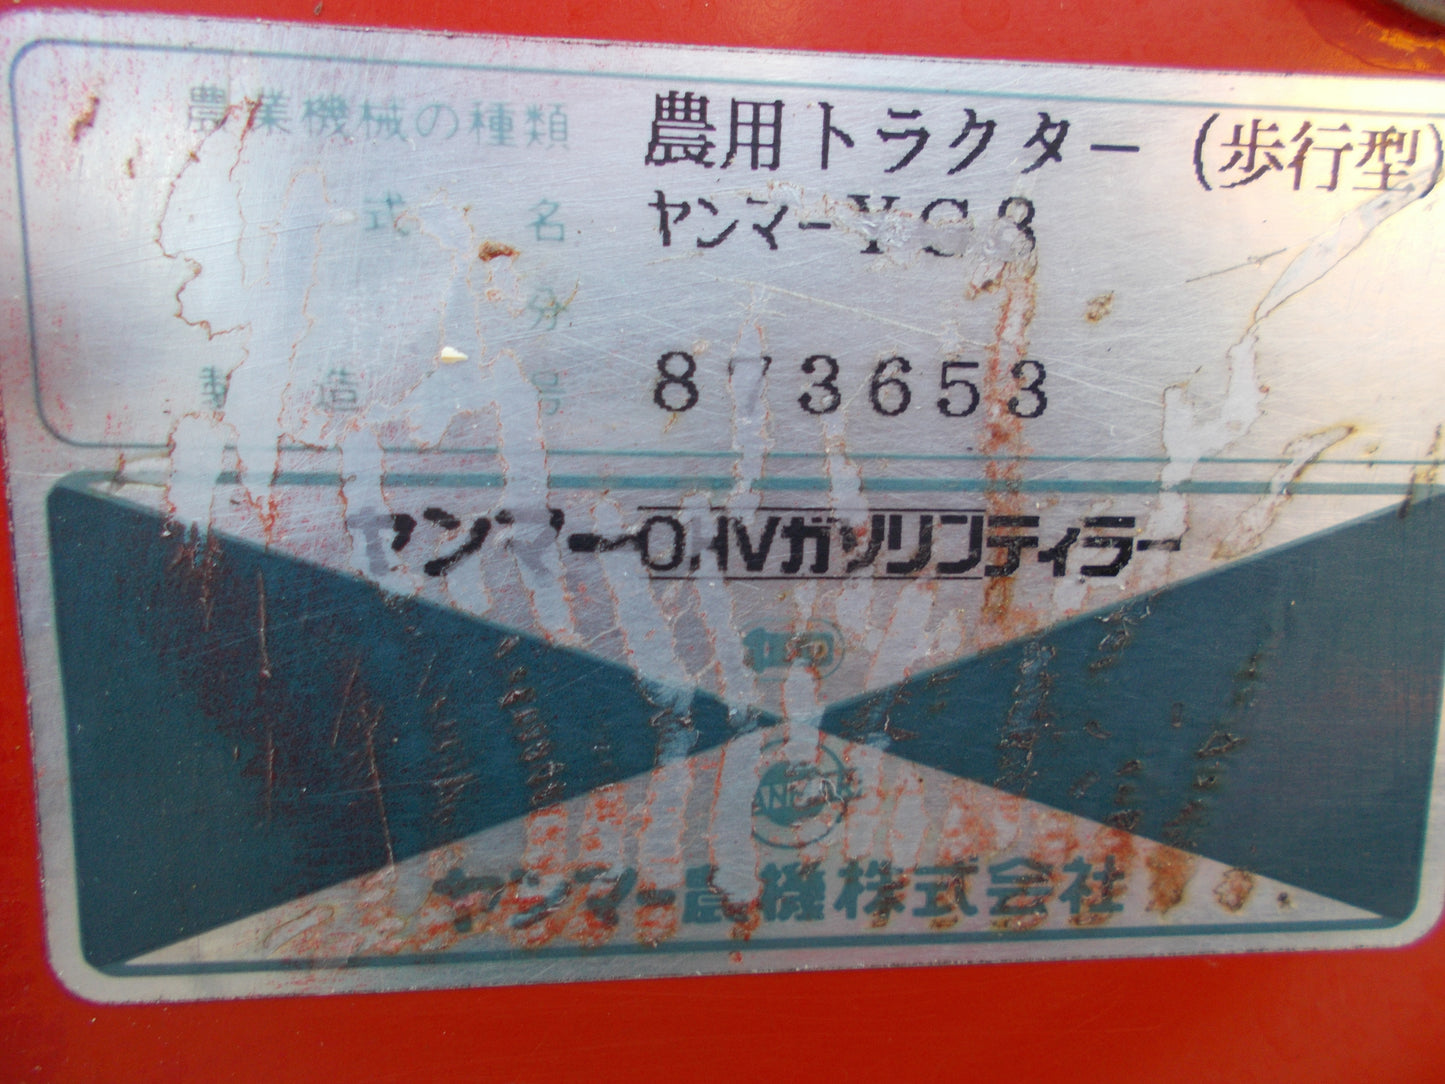 農業機械の種類 農用トラクター (歩行型)
式 名 ヤンマーYC3
分
製 造 号 873653
ヤンマーO.HVガソリンティラー
ヤンマー農機株式会社